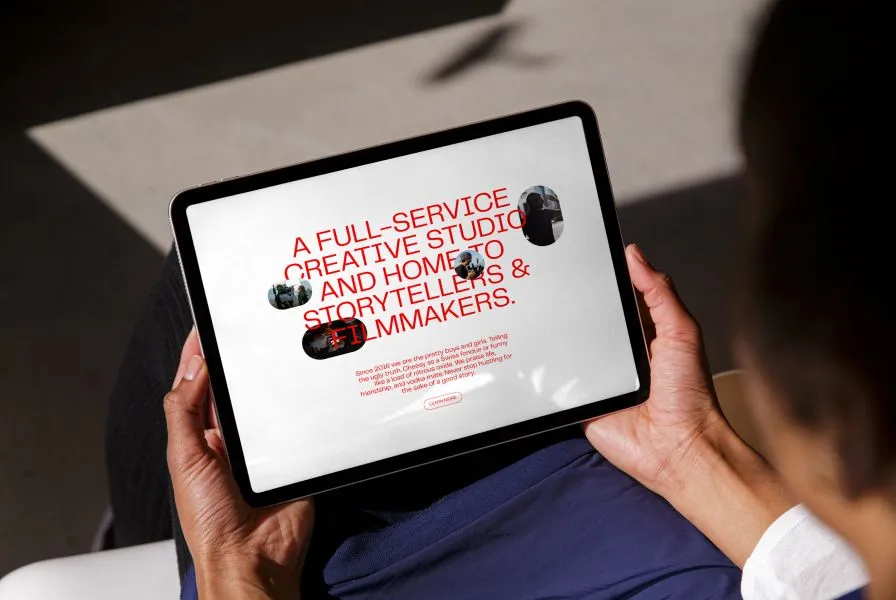 A FULL-SERVICE
CREATIVE STUDIO
AND HOME TO
STORYTELLERS &
FILMMAKERS.
Since 2016 we are the pretty boys and girls. Telling
the ugly truth. Cheesy as a Swiss fondue or funny
like a load of nitrous oxide. We praise life,
friendship, and vodka mate. Never stop hustling for
the sake of a good story.
LEARN MORE